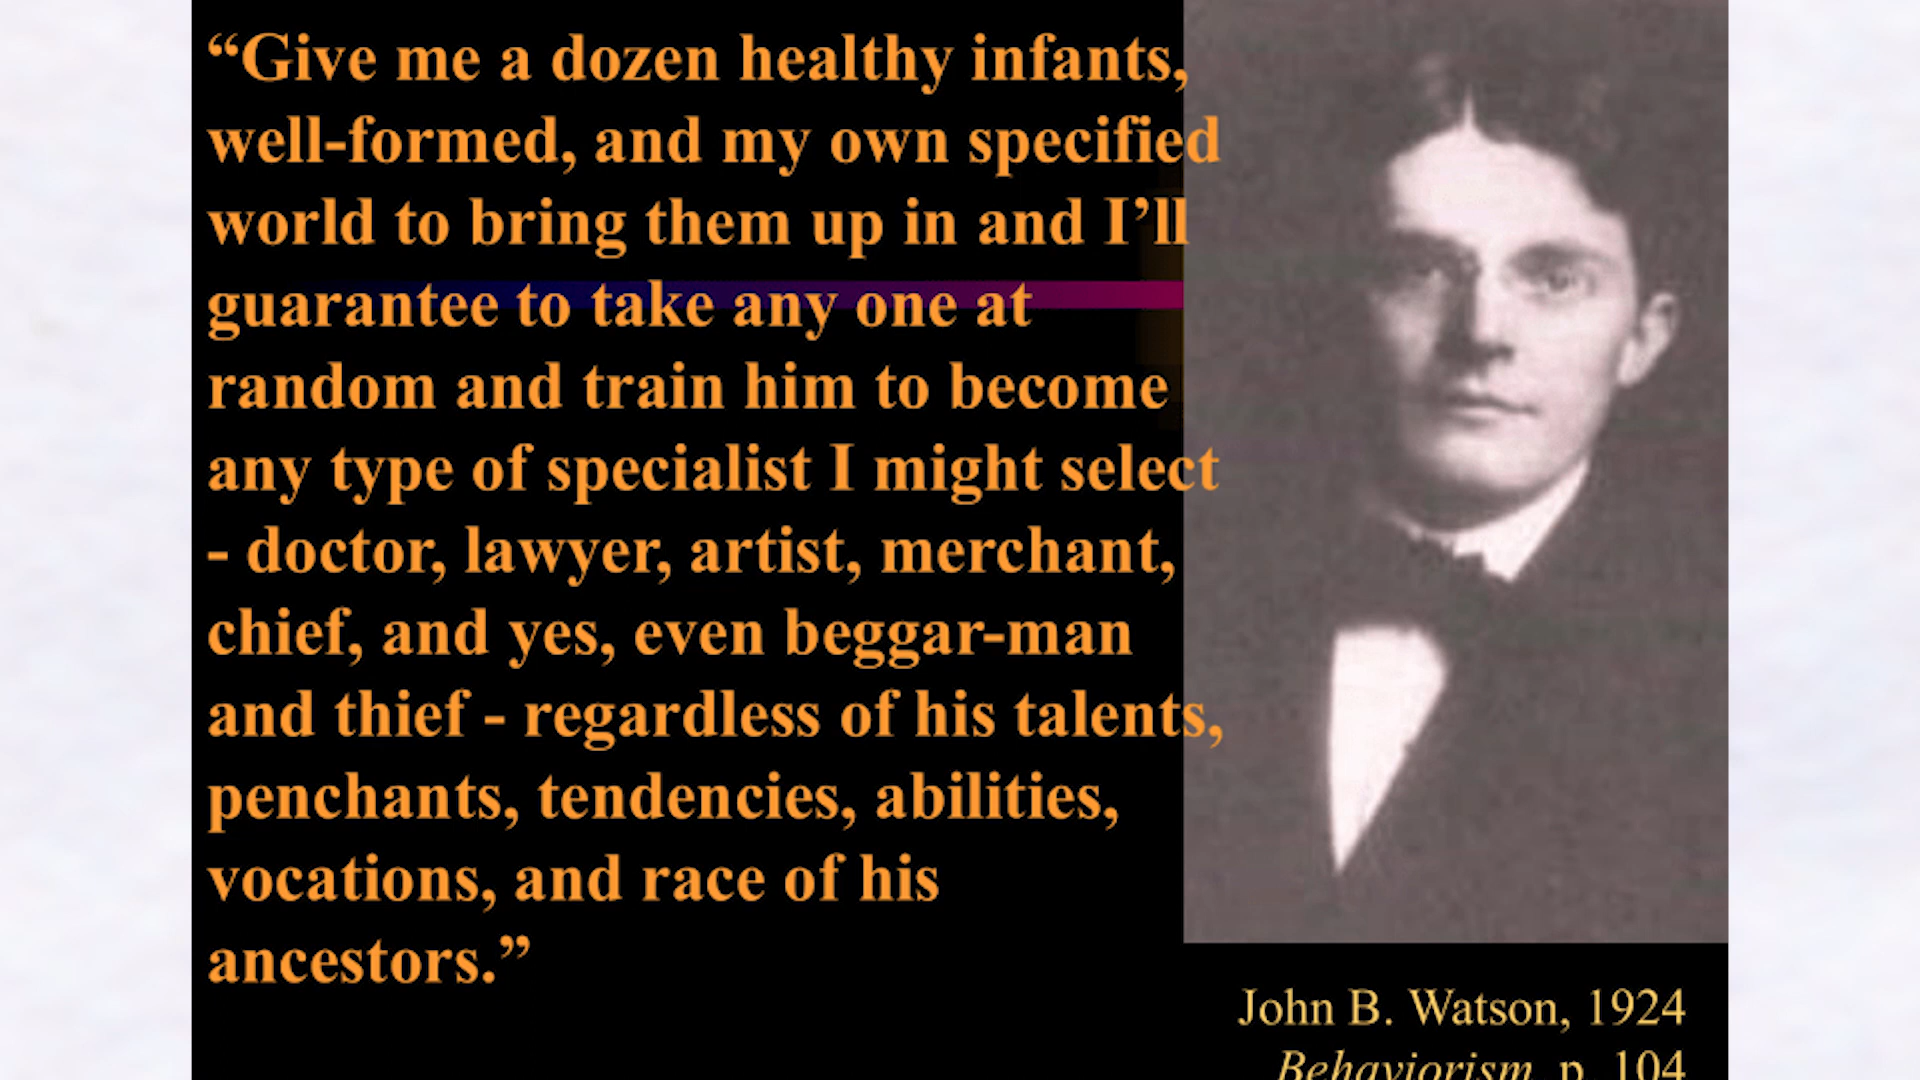 “Give me a dozen healthy infants,
well-formed, and my own specified
world to bring them up in and I’ll
guarantee to take any one at
random and train him to become
any type of specialist I might select
- doctor, lawyer, artist, merchant,
chief, and yes, even beggar-man
and thief - regardless of his talents,
penchants, tendencies, abilities,
vocations, and race of his
ancestors.”
John B. Watson, 1924
Behaviorism, p. 104